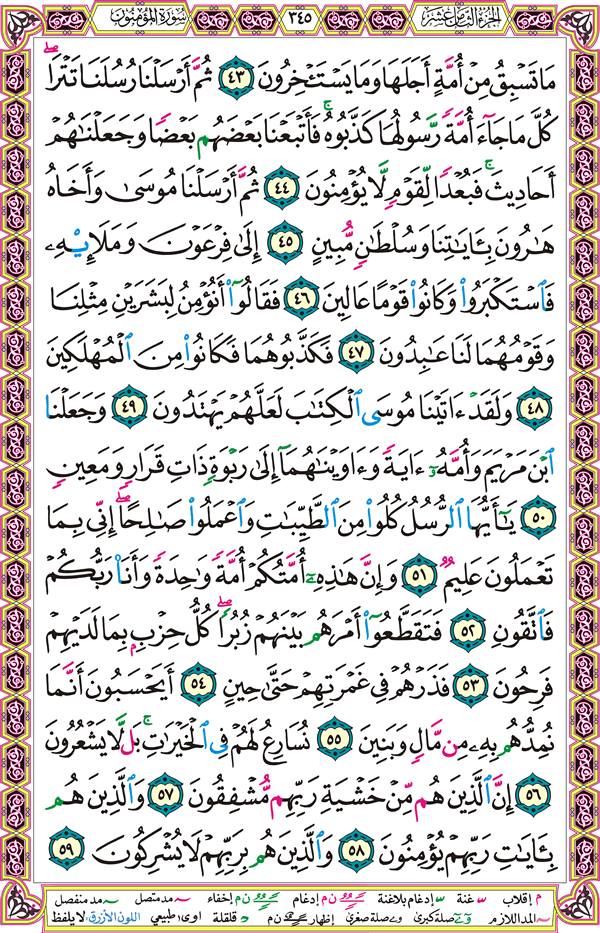 الجزء الثامن عشر ٣٤٥ سورة المؤمنون
مَا تَسْبِقُ مِنْ أُمَّةٍ أَجَلَهَا وَمَا يَسْتَـْٔخِرُونَ ٤٣ ثُمَّ أَرْسَلْنَا رُسُلَنَا تَتْرَا
كُلَّ مَا جَآءَ أُمَّةً رَّسُولُهَا كَذَّبُوهُ ۚ فَأَتْبَعْنَا بَعْضَهُم بَعْضًا وَجَعَلْنَٰهُمْ
أَحَادِيثَ ۚ فَبُعْدًا لِّقَوْمٍ لَّا يُؤْمِنُونَ ٤٤ ثُمَّ أَرْسَلْنَا مُوسَىٰ وَأَخَاهُ
هَٰرُونَ بِـَٔايَٰتِنَا وَسُلْطَٰنٍ مُّبِينٍ ٤٥ إِلَىٰ فِرْعَوْنَ وَمَلَإِي۟هِۦ
فَٱسْتَكْبَرُوا۟ وَكَانُوا۟ قَوْمًا عَالِينَ ٤٦ فَقَالُوٓا۟ أَنُؤْمِنُ لِبَشَرَيْنِ مِثْلِنَا
وَقَوْمُهُمَا لَنَا عَٰبِدُونَ ٤٧ فَكَذَّبُوهُمَا فَكَانُوا۟ مِنَ ٱلْمُهْلَكِينَ
٤٨ وَلَقَدْ ءَاتَيْنَا مُوسَى ٱلْكِتَٰبَ لَعَلَّهُمْ يَهْتَدُونَ ٤٩ وَجَعَلْنَا
ٱبْنَ مَرْيَمَ وَأُمَّهُۥٓ ءَايَةً وَءَاوَيْنَٰهُمَآ إِلَىٰ رَبْوَةٍ ذَاتِ قَرَارٍ وَمَعِينٍ
٥٠ يَٰٓأَيُّهَا ٱلرُّسُلُ كُلُوا۟ مِنَ ٱلطَّيِّبَٰتِ وَٱعْمَلُوا۟ صَٰلِحًا ۖ إِنِّى بِمَا
تَعْمَلُونَ عَلِيمٌ ٥١ وَإِنَّ هَٰذِهِۦٓ أُمَّتُكُمْ أُمَّةً وَٰحِدَةً وَأَنَا۠ رَبُّكُمْ
فَٱتَّقُونِ ٥٢ فَتَقَطَّعُوٓا۟ أَمْرَهُم بَيْنَهُمْ زُبُرًا ۖ كُلُّ حِزْبٍۭ بِمَا لَدَيْهِمْ
فَرِحُونَ ٥٣ فَذَرْهُمْ فِى غَمْرَتِهِمْ حَتَّىٰ حِينٍ ٥٤ أَيَحْسَبُونَ أَنَّمَا
نُمِدُّهُم بِهِۦ مِن مَّالٍ وَبَنِينَ ٥٥ نُسَارِعُ لَهُمْ فِى ٱلْخَيْرَٰتِ ۚ بَل لَّا يَشْعُرُونَ
٥٦ إِنَّ ٱلَّذِينَ هُم مِّنْ خَشْيَةِ رَبِّهِم مُّشْفِقُونَ ٥٧ وَٱلَّذِينَ هُم
بِـَٔايَٰتِ رَبِّهِمْ يُؤْمِنُونَ ٥٨ وَٱلَّذِينَ هُم بِرَبِّهِمْ لَا يُشْرِكُونَ ٥٩
م إقلاب غنة إدغام بلاغنة ن م إدغام إخفاء مد متصل مد منفصل
المد اللازم صلة كبرى صلة صغرى إظهار ن م قلقلة اوى طبيعي اللون الأزرق لا يلفظ